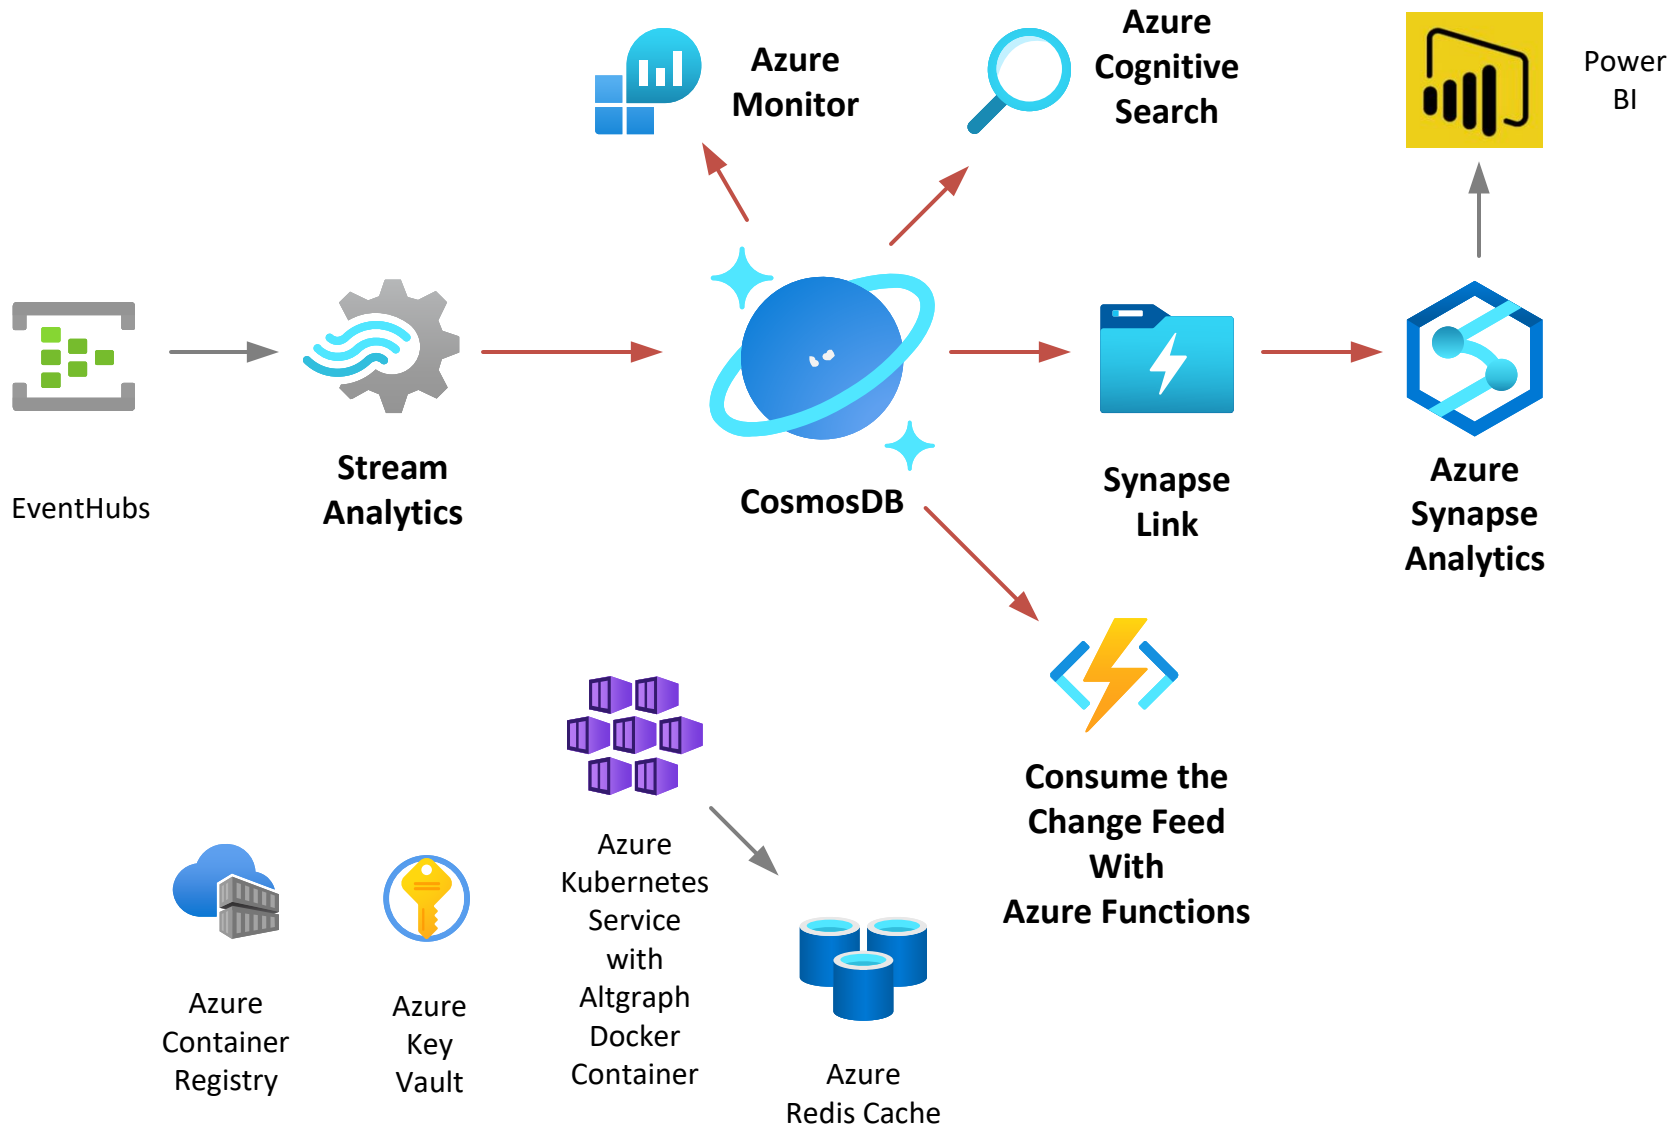 Azure
Monitor
Azure
Cognitive
Search
Power
BI
EventHubs
Stream
Analytics
CosmosDB
Synapse
Link
Azure
Synapse
Analytics
Consume the
Change Feed
With
Azure Functions
Azure
Container
Registry
Azure
Key
Vault
Azure
Kubernetes
Service
with
Altgraph
Docker
Container
Azure
Redis Cache